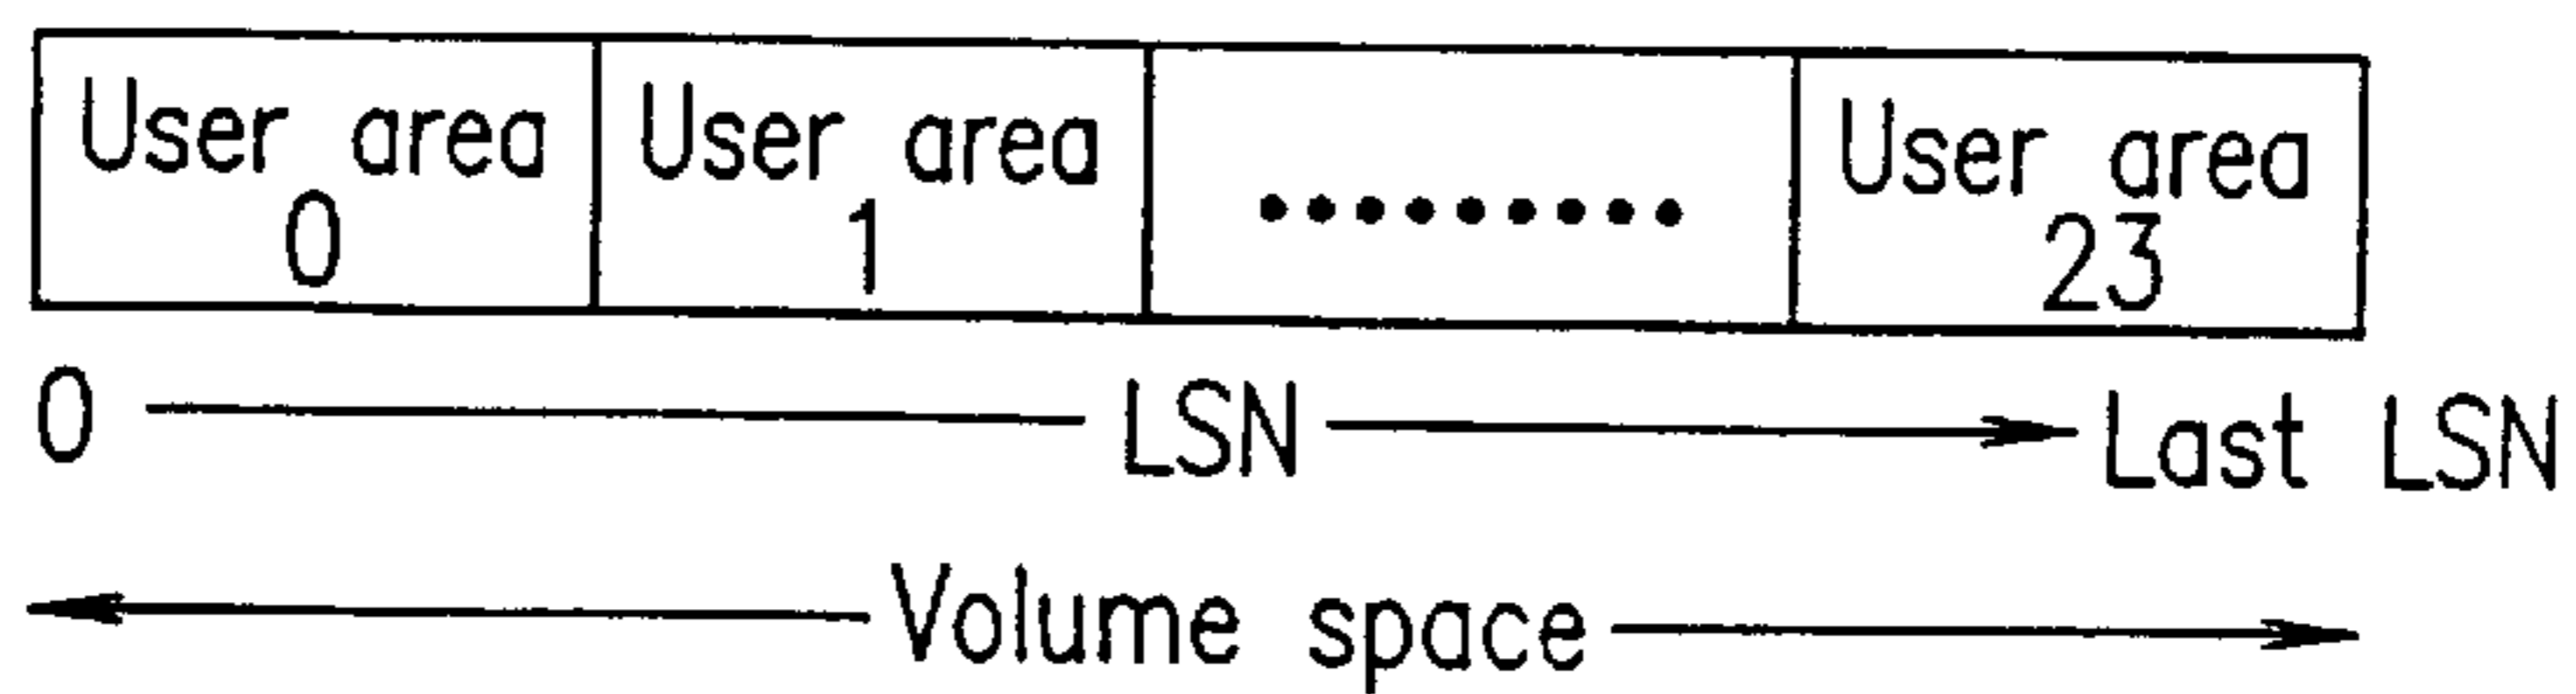 User area User area ......... User area
0 1 23
0 LSN Last LSN
Volume space